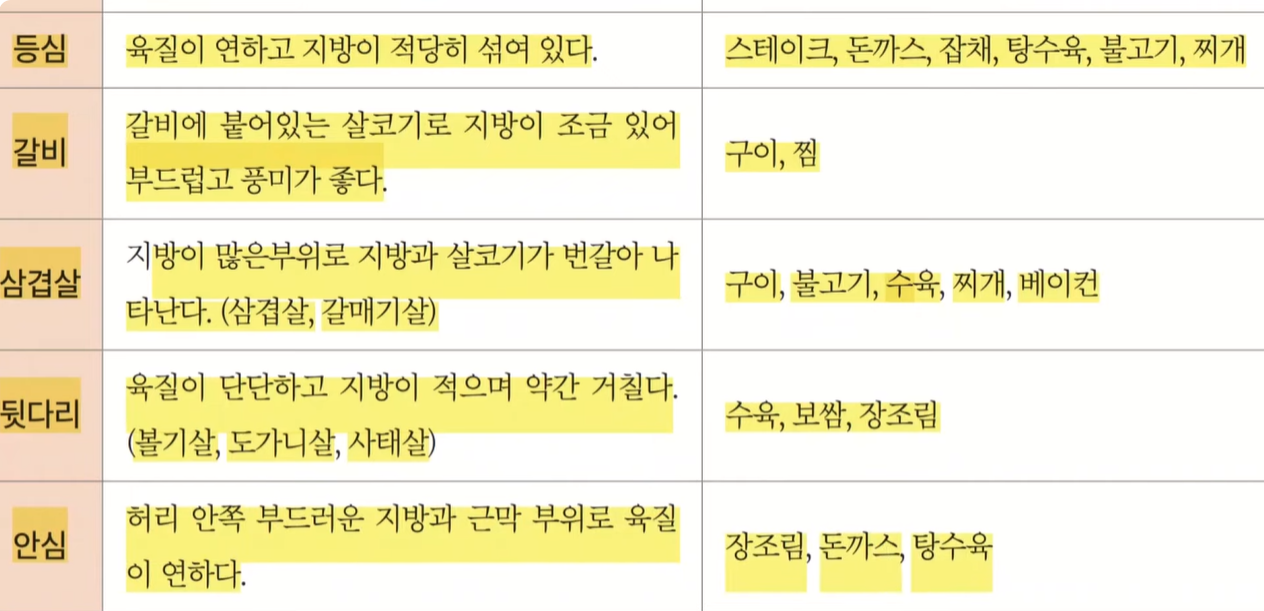 등심
육질이 연하고 지방이 적당히 섞여 있다.
스테이크, 돈까스, 잡채, 탕수육, 불고기, 찌개
갈비
갈비에 붙어있는 살코기로 지방이 조금 있어
부드럽고 풍미가 좋다.
구이, 찜
삼겹살
지방이 많은부위로 지방과 살코기가 번갈아 나
타난다. (삼겹살, 갈매기살)
구이, 불고기, 수육, 찌개, 베이컨
뒷다리
육질이 단단하고 지방이 적으며 약간 거칠다.
(볼기살, 도가니살, 사태살)
수육, 보쌈, 장조림
안심
허리 안쪽 부드러운 지방과 근막 부위로 육질
이 연하다.
장조림, 돈까스, 탕수육